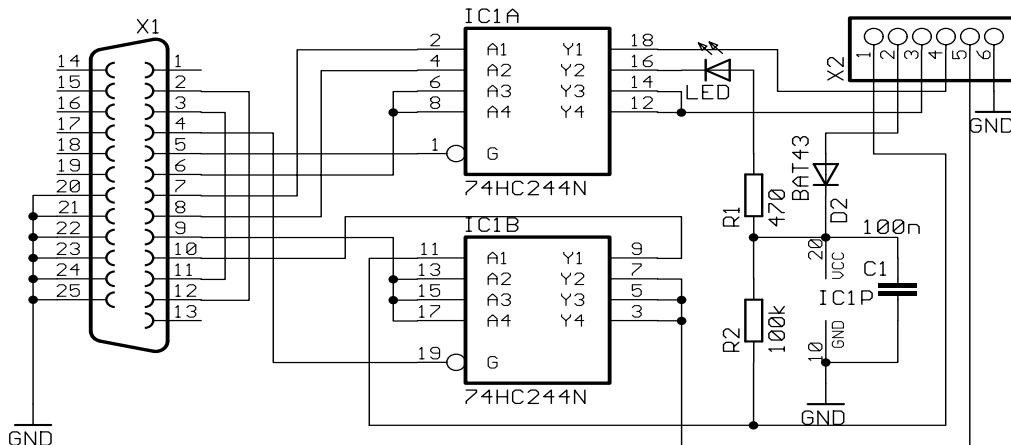 X1
14 1
15 2
16 3
17 4
18 5
19 6
20 7
21 8
22 9
23 10
24 11
25 12
13
GND
IC1A
2 A1 Y1 18
4 A2 Y2 16
6 A3 Y3 14
8 A4 Y4 12
1 G
74HC244N
IC1B
11 A1 Y1 9
13 A2 Y2 7
15 A3 Y3 5
17 A4 Y4 3
19 G
74HC244N
LED
R1
470
R2
100k
BAT43
D2
100n
C1
20
VCC
IC1P
10
GND
GND
X2
1 2 3 4 5 6
GND